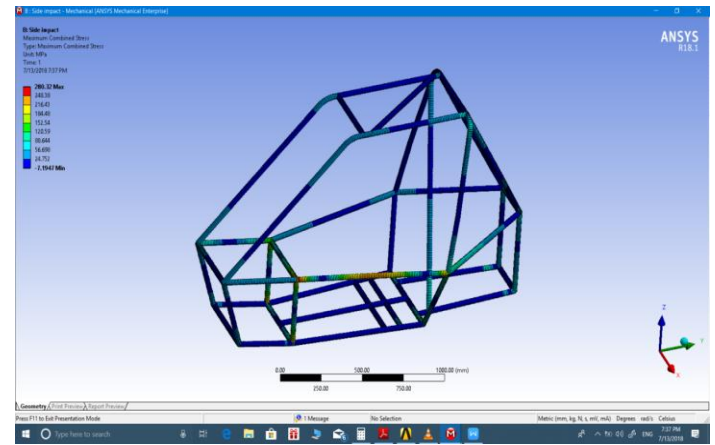 B : Side Impact - Mechanical [ANSYS Mechanical Enterprise]
B: Side Impact
Maximum Combined Stress
Type: Maximum Combined Stress
Unit: MPa
Time: 1
7/13/2018 7:37 PM
280.32 Max
248.38
216.43
184.48
152.54
120.59
88.644
56.698
24.752
-7.1947 Min
ANSYS
R18.1
Z
Y
X
0.00 500.00 1000.00 (mm)
250.00 750.00
Geometry Print Preview Report Preview
Press F11 to Exit Presentation Mode 1 Message No Selection Metric (mm, kg, N, s, mV, mA) Degrees rad/s Celsius
Type here to search
ENG 7:37 PM
7/13/2018